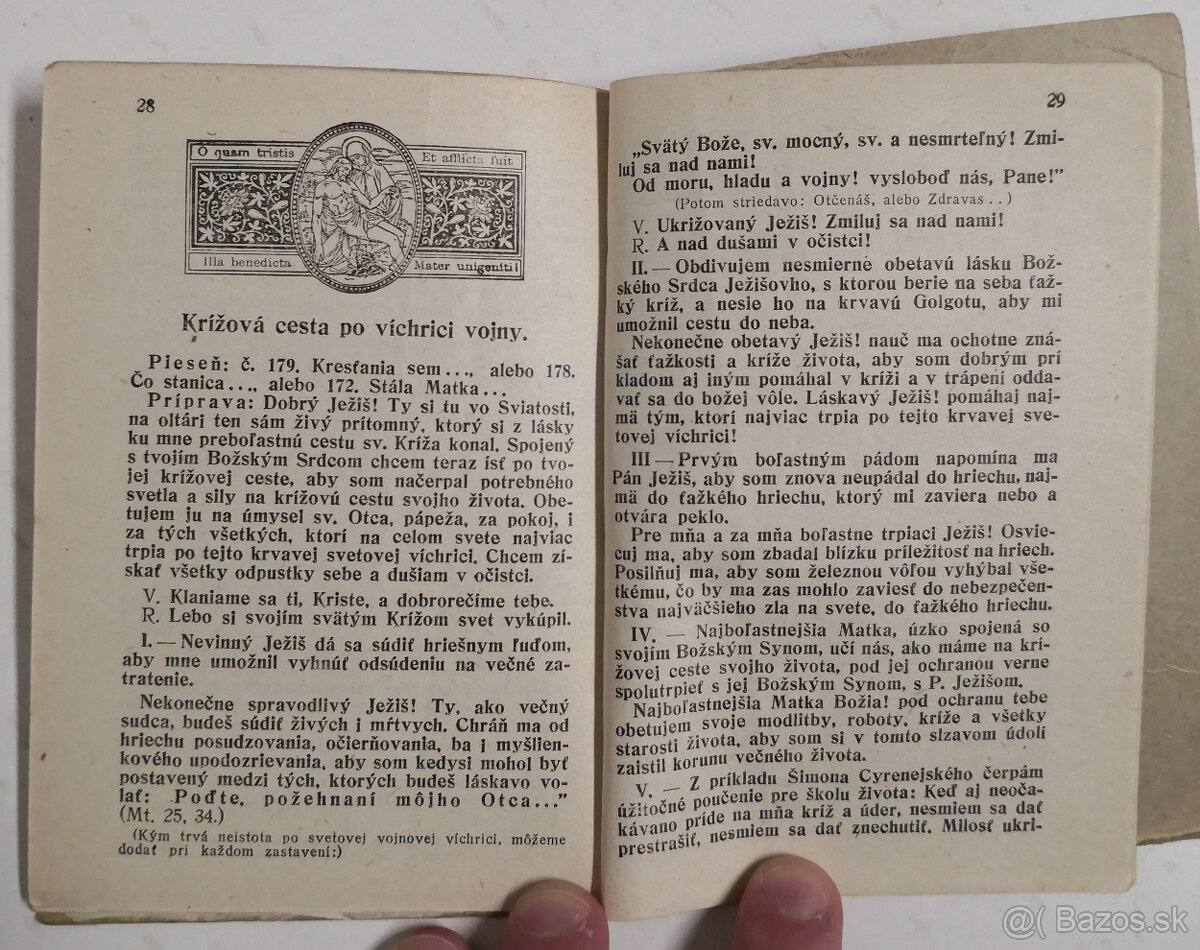 28
O quam tristis
Et afflicta fuit
Illa benedicta
Mater unigeniti!
Krížová cesta po víchrici vojny.
Pieseň: č. 179. Kresťania sem..., alebo 178.
Čo stanica..., alebo 172. Stála Matka...
Príprava: Dobrý Ježiš! Ty si tu vo Sviatosti,
na oltári ten sám živý prítomný, ktorý si z lásky
ku mne preboľastnú cestu sv. Kríža konal. Spojený
s tvojím Božským Srdcom chcem teraz ísť po tvo-
jej krížovej ceste, aby som načerpal potrebného
svetla a sily na krížovú cestu svojho života. Obe-
tujem ju na úmysel sv. Otca, pápeža, za pokoj, i
za tých všetkých, ktorí na celom svete najviac
trpia po tejto krvavej svetovej víchrici. Chcem zí-
skať všetky odpustky sebe a dušiam v očistci.
V. Klaniame sa ti, Kriste, a dobrorečíme tebe.
R. Lebo si svojím svätým Krížom svet vykúpil.
I. — Nevinný Ježiš dá sa súdiť hriešnym ľuďom,
aby mne umožnil vyhnúť odsúdeniu na večné za-
tratenie.
Nekonečne spravodlivý Ježiš! Ty, ako večný
sudca, budeš súdiť živých i mŕtvych. Chráň ma od
hriechu posudzovania, očierňovania, ba i myšlien-
kového upodozrievania, aby som kedysi mohol byť
postavený medzi tých, ktorých budeš láskavo vo-
lať: Poďte, požehnaní môjho Otca..."
(Mt. 25, 34.)
(Kým trvá neistota po svetovej vojnovej víchrici, môžeme
dodať pri každom zastavení:)
29
„Svätý Bože, sv. mocný, sv. a nesmrteľný! Zmi-
luj sa nad nami!
Od moru, hladu a vojny! vysloboď nás, Pane!"
(Potom striedavo: Otčenáš, alebo Zdravas . . )
V. Ukrižovaný Ježiš! Zmiluj sa nad nami!
R. A nad dušami v očistci!
II. — Obdivujem nesmierne obetavú lásku Bož-
ského Srdca Ježišovho, s ktorou berie na seba ťaž-
ký kríž, a nesie ho na krvavú Golgotu, aby mi
umožnil cestu do neba.
Nekonečne obetavý Ježiš! nauč ma ochotne zná-
šať ťažkosti a kríže života, aby som dobrým prí
kladom aj iným pomáhal v kríži a v trápení odda-
vať sa do božej vôle. Láskavý Ježiš! pomáhaj naj-
mä tým, ktorí najviac trpia po tejto krvavej sve-
tovej víchrici!
III — Prvým boľastným pádom napomína ma
Pán Ježiš, aby som znova neupádal do hriechu, naj-
mä do ťažkého hriechu, ktorý mi zaviera nebo a
otvára peklo.
Pre mňa a za mňa boľastne trpiaci Ježiš! Osvie-
cuj ma, aby som zbadal blízku príležitosť na hriech.
Posilňuj ma, aby som železnou vôľou vyhýbal vše-
tkému, čo by ma zas mohlo zaviesť do nebezpečen-
stva najväčšieho zla na svete, do ťažkého hriechu.
IV. — Najboľastnejšia Matka, úzko spojená so
svojím Božským Synom, učí nás, ako máme na krí-
žovej ceste svojho života, pod jej ochranou verne
spolutrpieť s jej Božským Synom, s P. Ježišom.
Najboľastnejšia Matka Božia! pod ochranu tebe
obetujem svoje modlitby, roboty, kríže a všetky
starosti života, aby som si v tomto slzavom údolí
zaistil korunu večného života.
V. — Z príkladu Šimona Cyrenejského čerpám
úžitočné poučenie pre školu života: Keď aj neoča-
kávano príde na mňa kríž a úder, nesmiem sa dať
prestrašiť, nesmiem sa dať znechutiť. Milosť ukri-
@( Bazos.sk